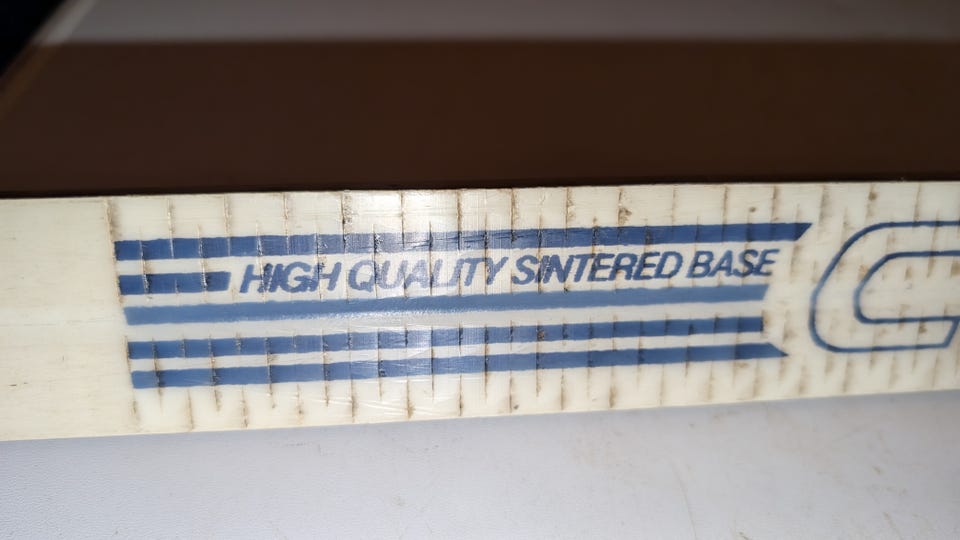 HIGH QUALITY SINTERED BASE